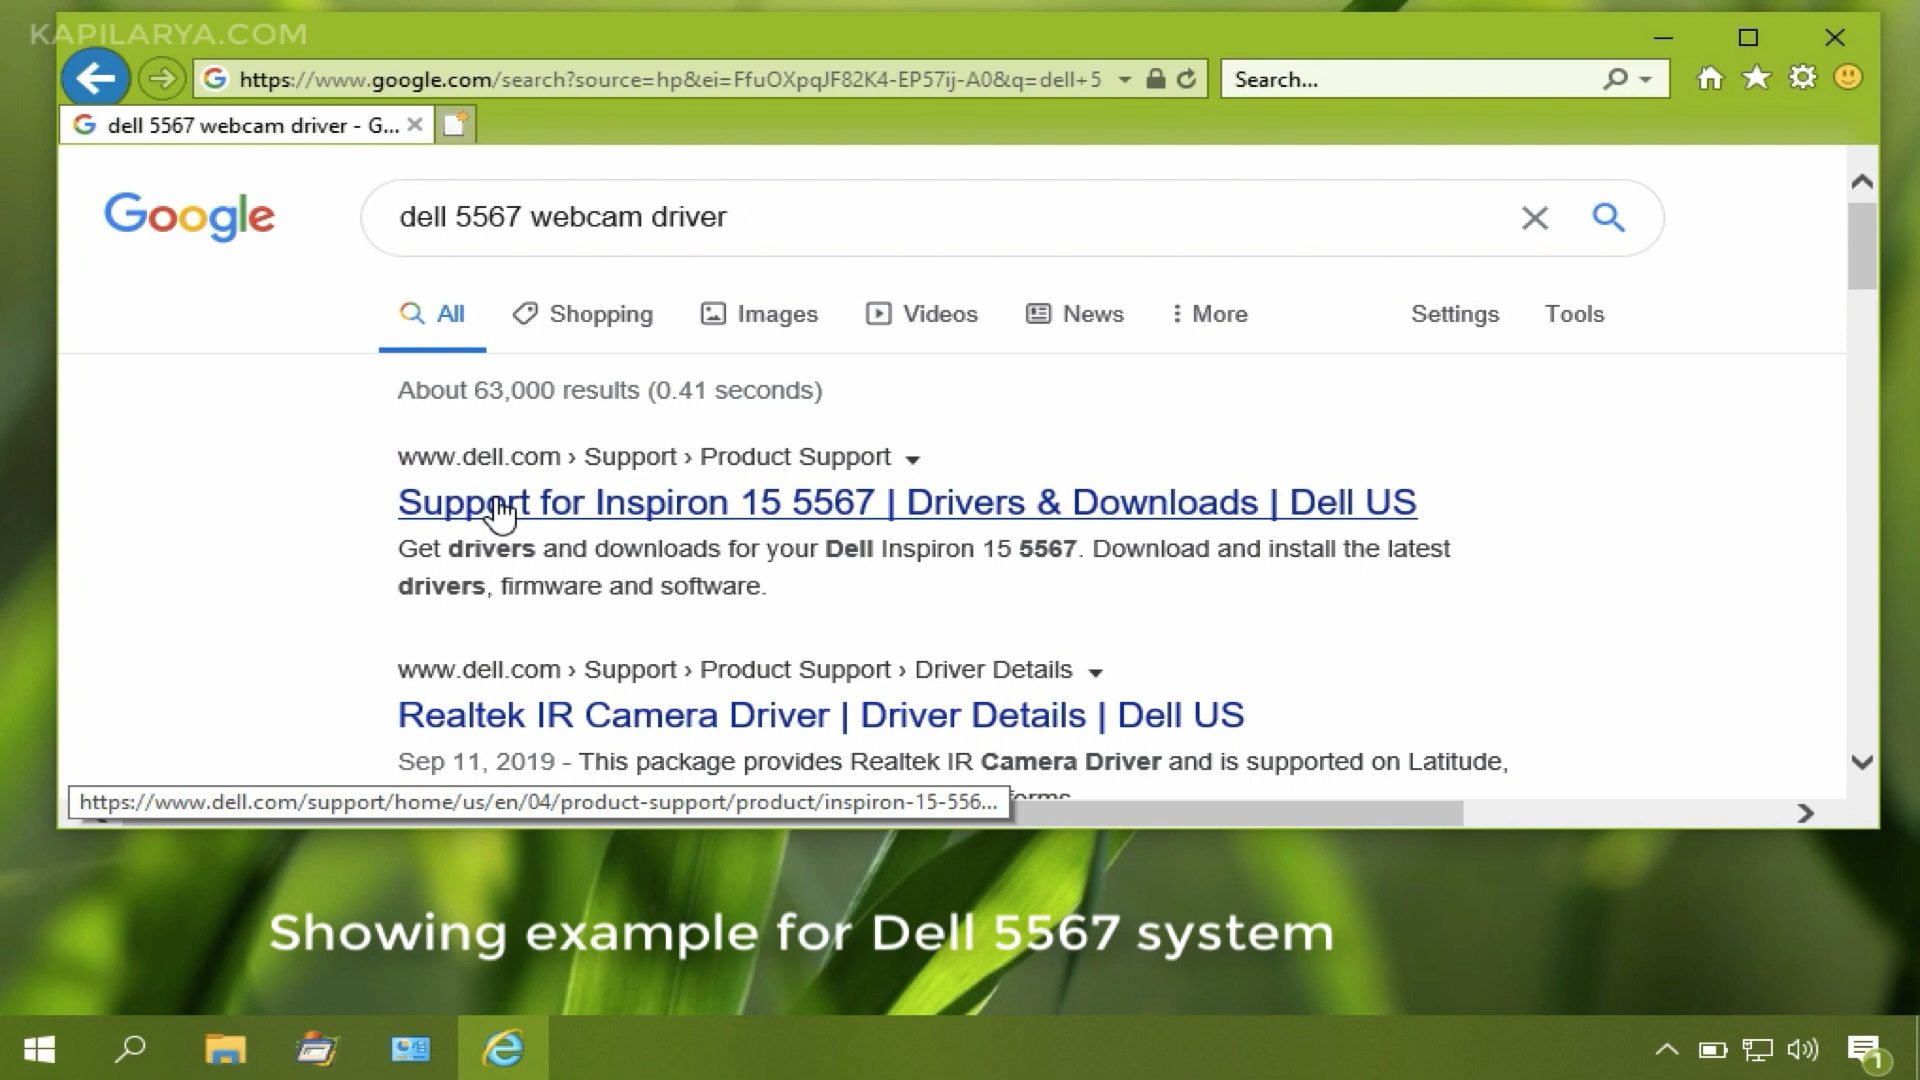 KAPILARYA.COM
https://www.google.com/search?source=hp&ei=FfuOXpqJF82K4-EP57ij-A0&q=dell+5
Search...
dell 5567 webcam driver - G...
Google
dell 5567 webcam driver
All Shopping Images Videos News More Settings Tools
About 63,000 results (0.41 seconds)
www.dell.com › Support › Product Support
Support for Inspiron 15 5567 | Drivers & Downloads | Dell US
Get drivers and downloads for your Dell Inspiron 15 5567. Download and install the latest
drivers, firmware and software.
www.dell.com › Support › Product Support › Driver Details
Realtek IR Camera Driver | Driver Details | Dell US
Sep 11, 2019 - This package provides Realtek IR Camera Driver and is supported on Latitude,
https://www.dell.com/support/home/us/en/04/product-support/product/inspiron-15-556...
Showing example for Dell 5567 system
1